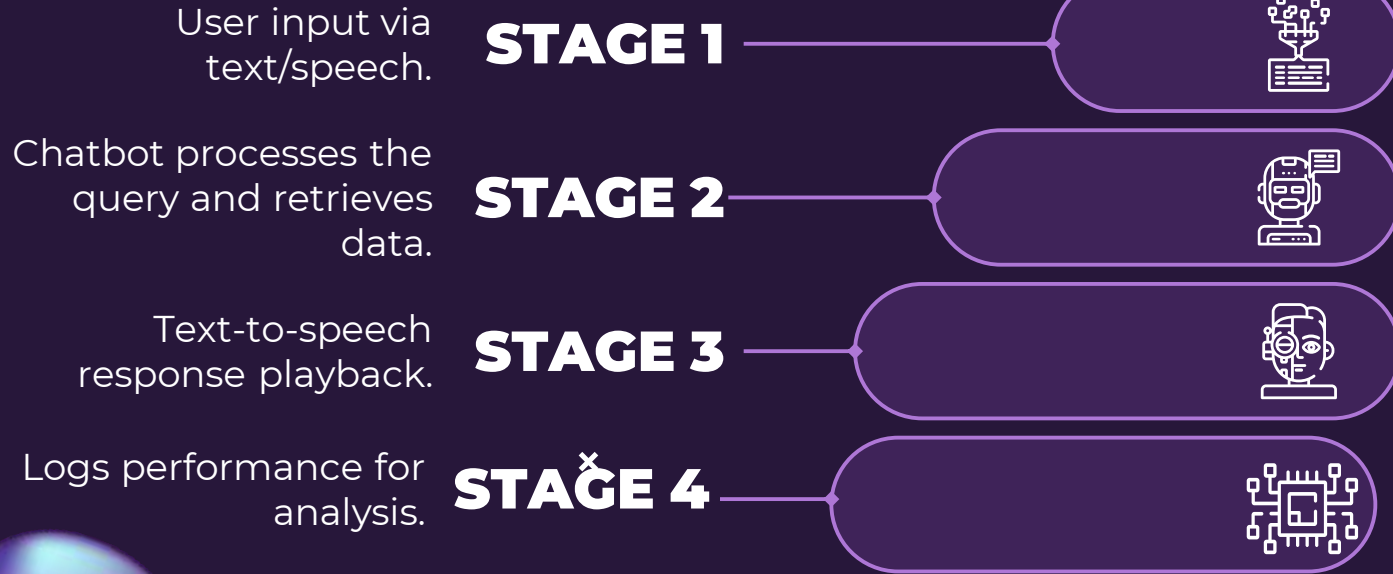 User input via
text/speech.
STAGE 1
Chatbot processes the
query and retrieves
data.
STAGE 2
Text-to-speech
response playback.
STAGE 3
Logs performance for
analysis.
STAGE 4